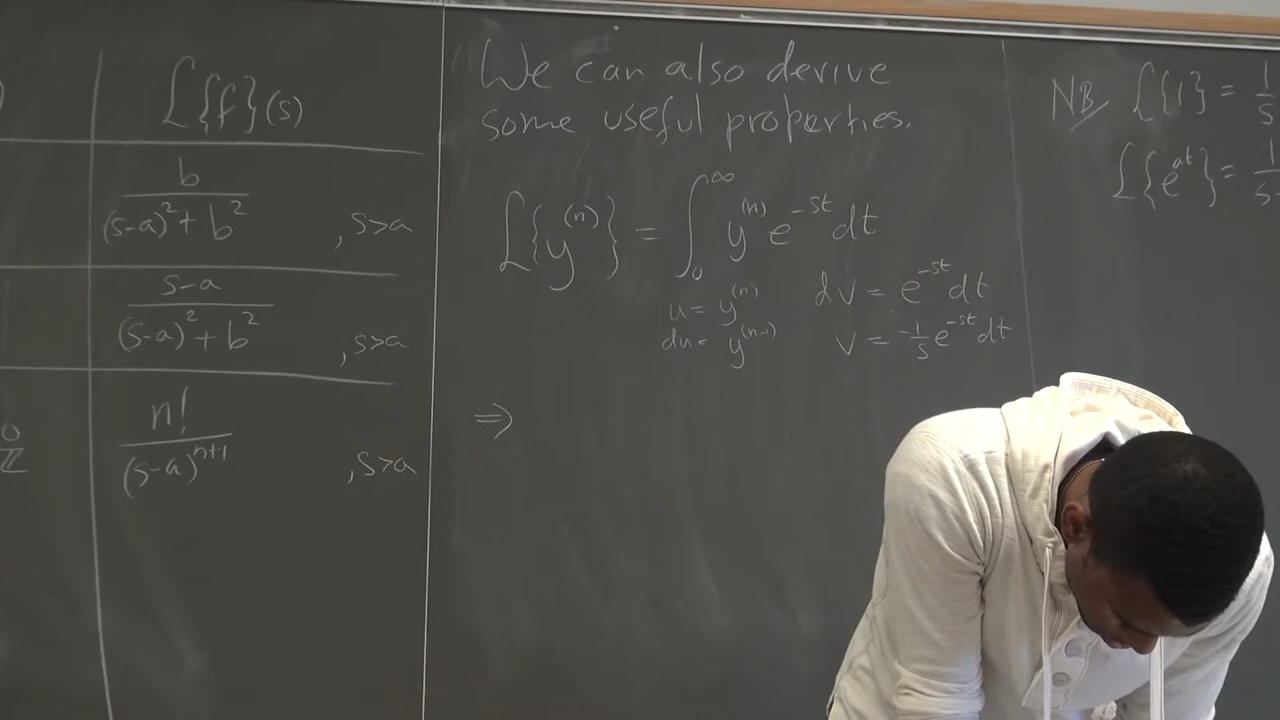 ℒ{f}(s)
b/((s-a)²+b²) , s>a
(s-a)/((s-a)²+b²) , s>a
n!/(s-a)ⁿ⁺¹ , s>a
We can also derive
some useful properties.
ℒ{y⁽ⁿ⁾} = ∫₀^∞ y⁽ⁿ⁾ e^{-st} dt
u = y⁽ⁿ⁾ dv = e^{-st} dt
du = y⁽ⁿ⁻¹⁾ v = -1/s e^{-st} dt
⇒
NB/ ℒ{1} = 1/s
ℒ{e^{at}} = 1/s